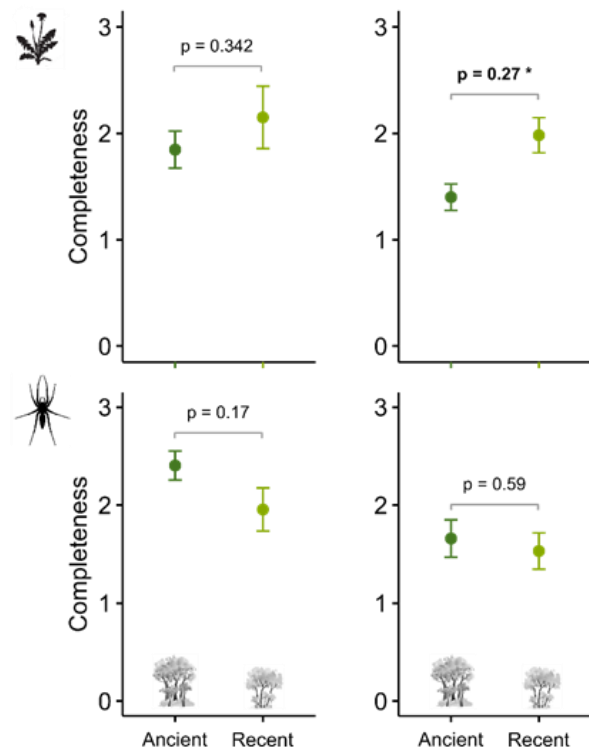 p = 0.342
p = 0.27 *
Completeness
3
2
1
0
3
2
1
0
p = 0.17
p = 0.59
Completeness
3
2
1
0
3
2
1
0
Ancient Recent
Ancient Recent